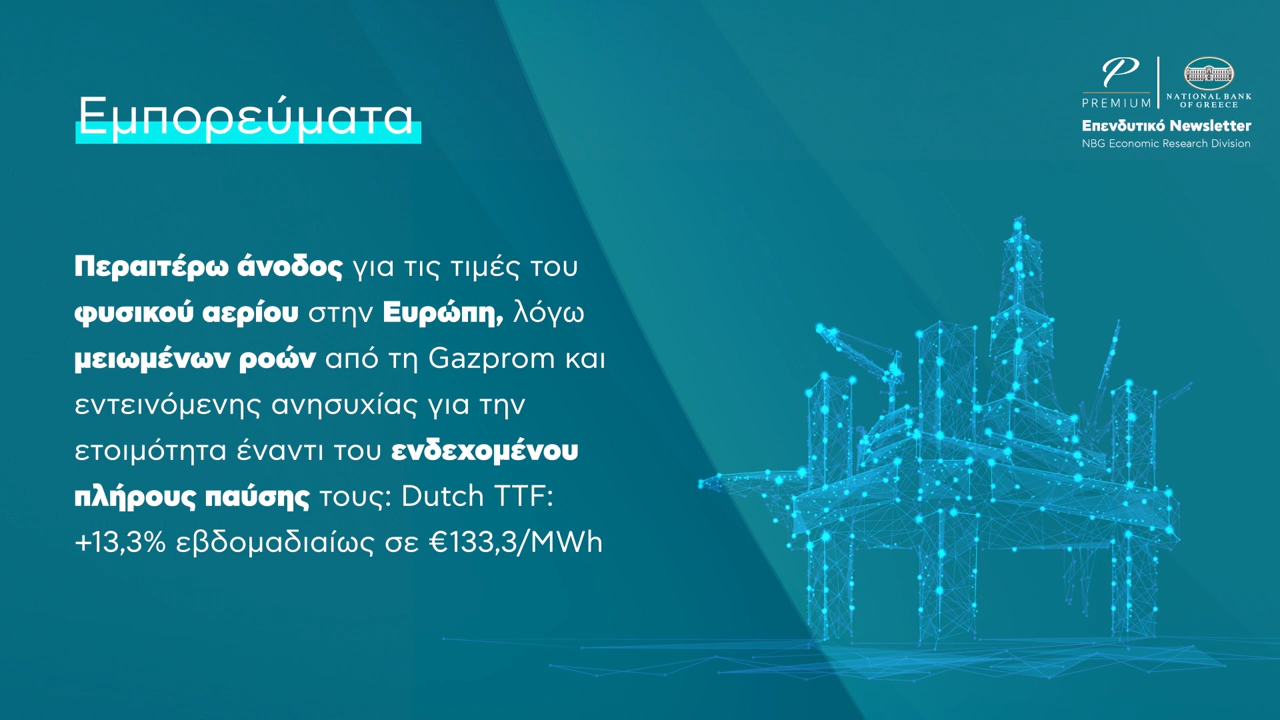 Εμπορεύματα
P
PREMIUM
NATIONAL BANK
OF GREECE
Επενδυτικό Newsletter
NBG Economic Research Division
Περαιτέρω άνοδος για τις τιμές του
φυσικού αερίου στην Ευρώπη, λόγω
μειωμένων ροών από τη Gazprom και
εντεινόμενης ανησυχίας για την
ετοιμότητα έναντι του ενδεχομένου
πλήρους παύσης τους: Dutch TTF:
+13,3% εβδομαδιαίως σε €133,3/MWh